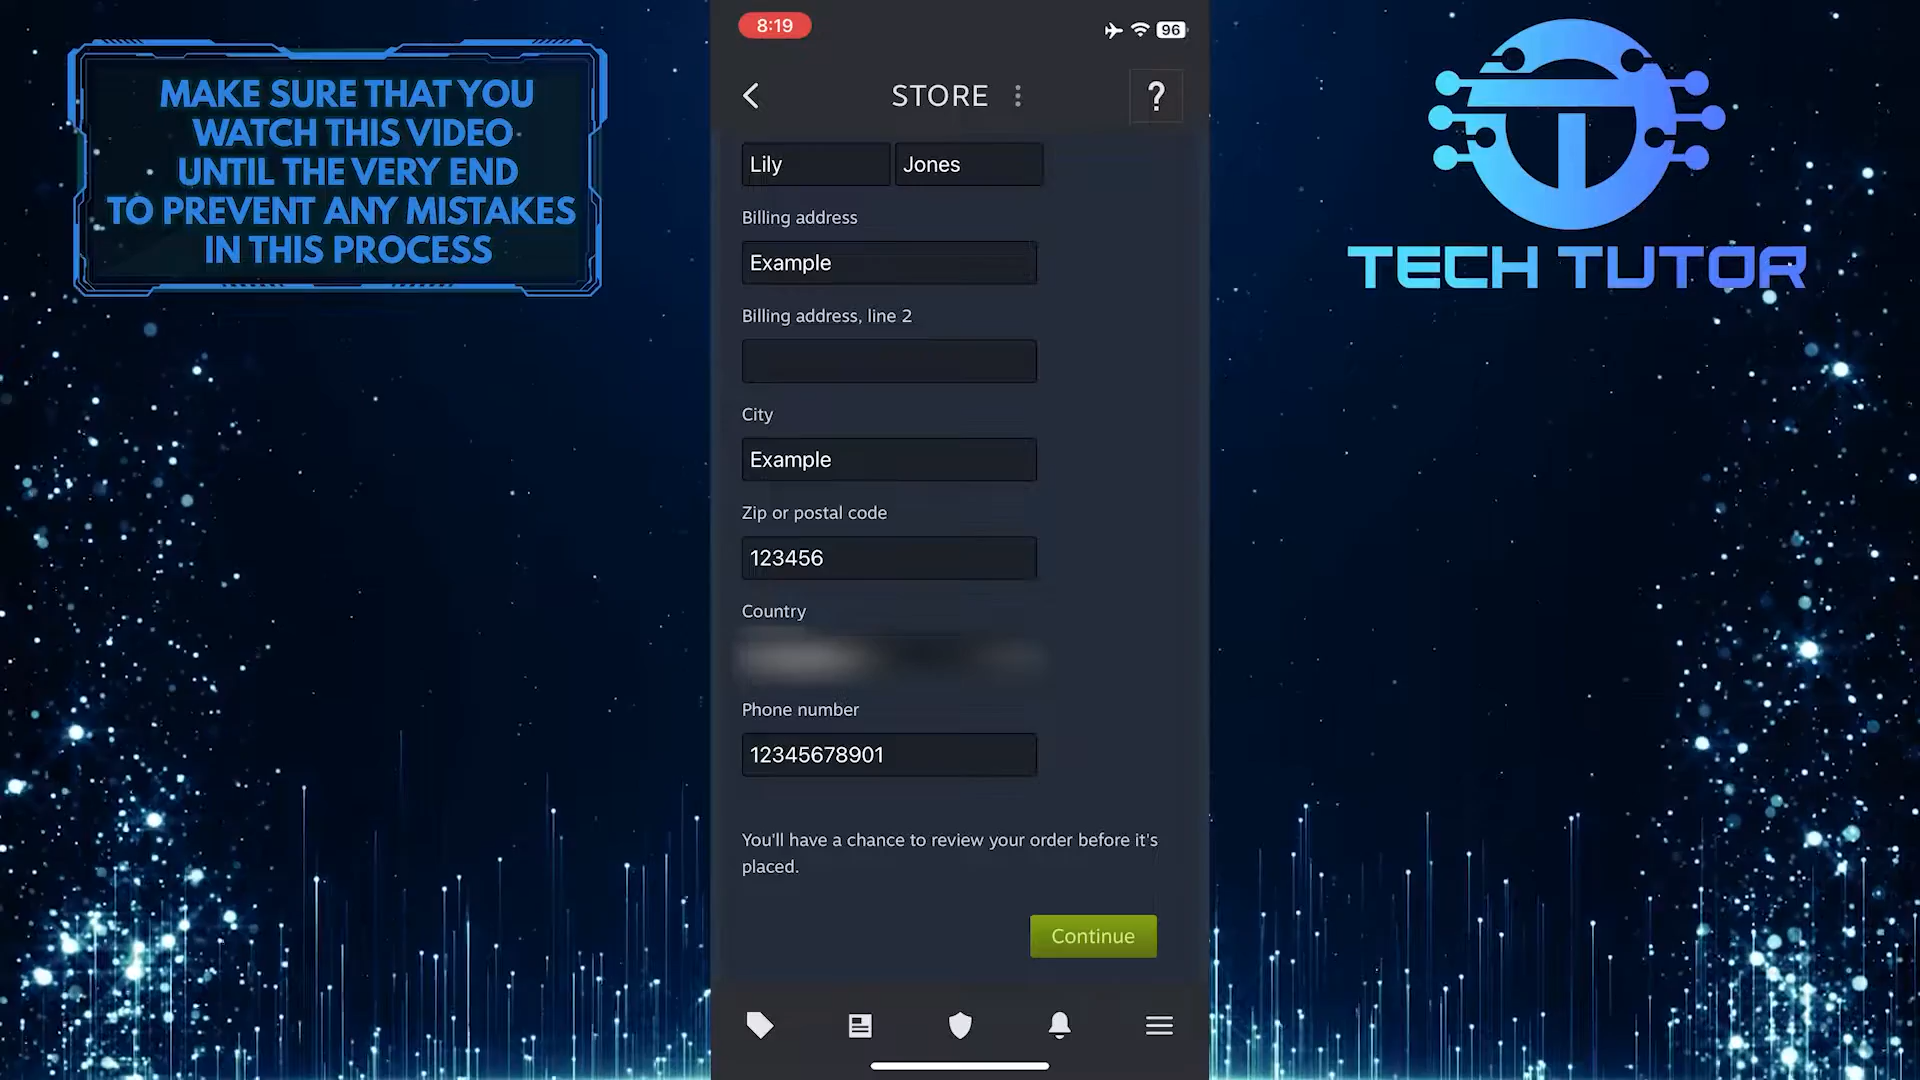 MAKE SURE THAT YOU
WATCH THIS VIDEO
UNTIL THE VERY END
TO PREVENT ANY MISTAKES
IN THIS PROCESS
8:19
96
STORE
?
Lily
Jones
Billing address
Example
Billing address, line 2
City
Example
Zip or postal code
123456
Country
Phone number
12345678901
You'll have a chance to review your order before it's
placed.
Continue
TECH TUTOR